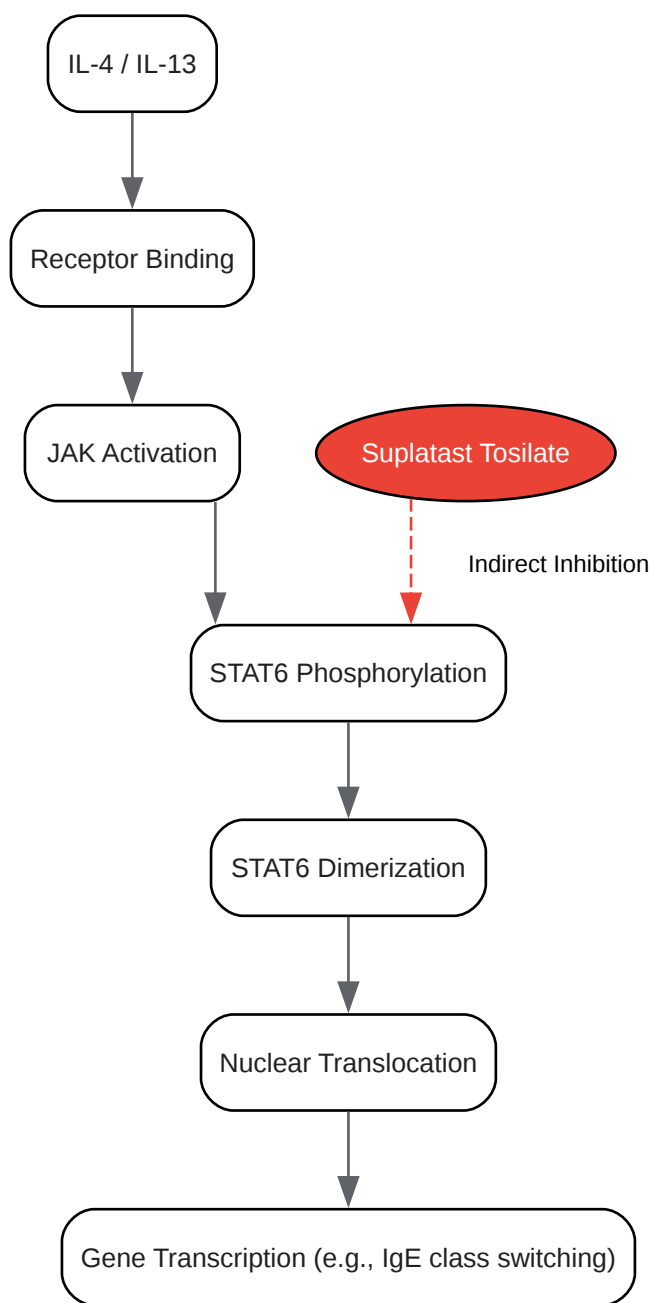 IL-4 / IL-13
Receptor Binding
JAK Activation
Suplatast Tosilate
Indirect Inhibition
STAT6 Phosphorylation
STAT6 Dimerization
Nuclear Translocation
Gene Transcription (e.g., IgE class switching)